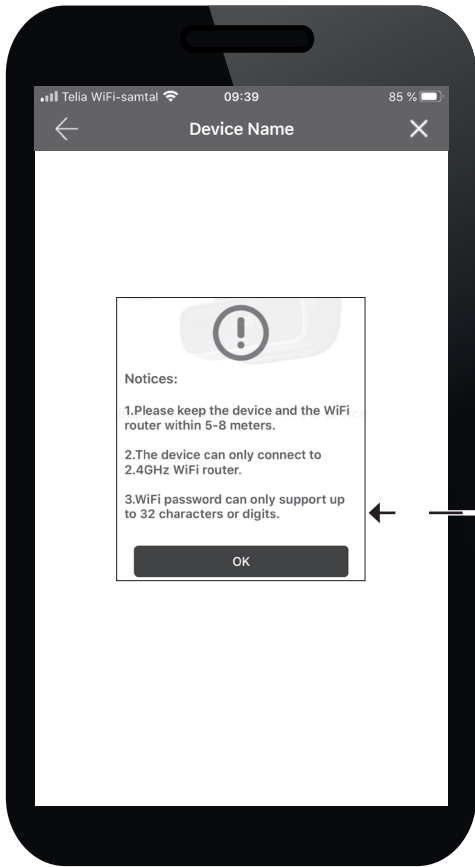 Telia WiFi-samtal 09:39 85 %
Device Name
Notices:
1.Please keep the device and the WiFi
router within 5-8 meters.
2.The device can only connect to
2.4GHz WiFi router.
3.WiFi password can only support up
to 32 characters or digits.
OK